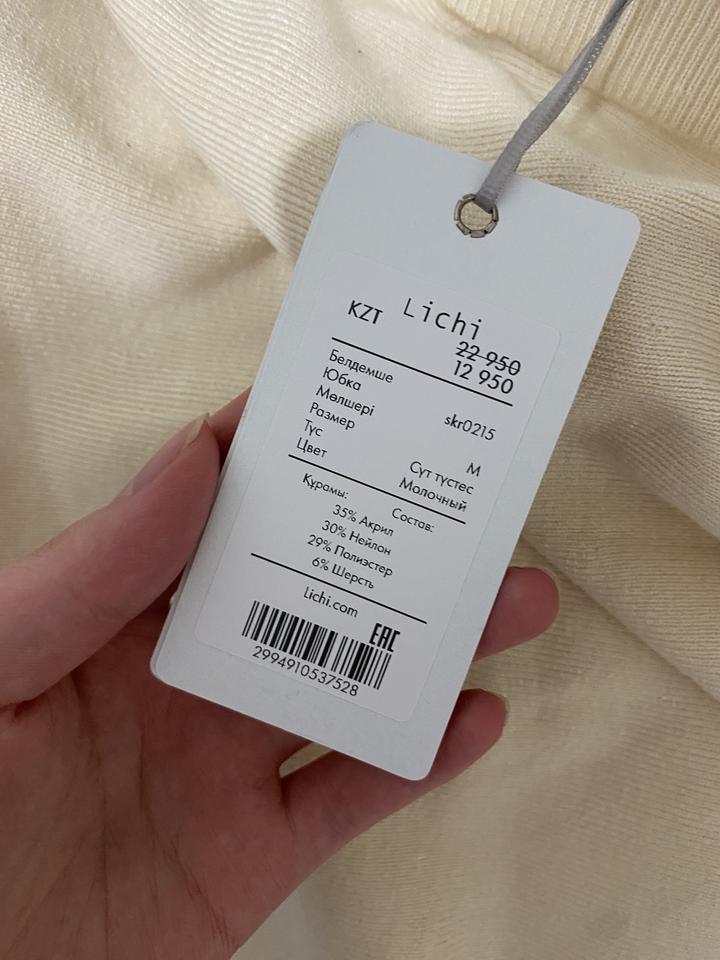 Lichi
KZT 22 950
12 950
Белдемше
Юбка skr0215
Мөлшері
Размер M
Түс Сүт түстес
Цвет Молочный
Құрамы: Состав:
35% Акрил
30% Нейлон
29% Полиэстер
6% Шерсть
Lichi.com
EAC
2994910537528